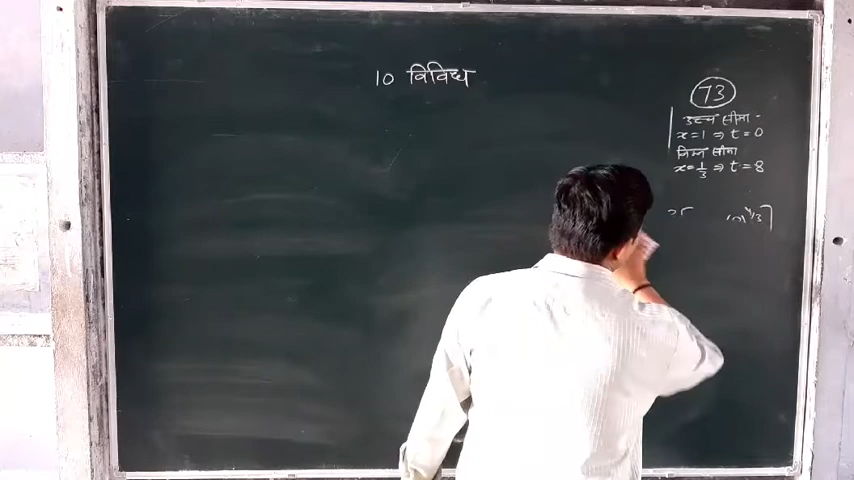 10 विविध
73
उच्च सीमा -
x=1 ⇒ t=0
निम्न सीमा
x=1/3 ⇒ t=8